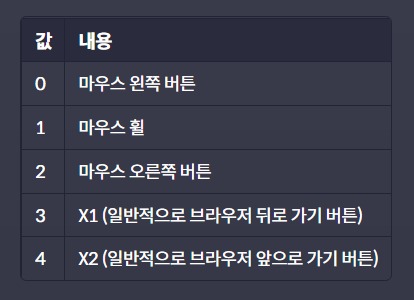 값 내용
0 마우스 왼쪽 버튼
1 마우스 휠
2 마우스 오른쪽 버튼
3 X1 (일반적으로 브라우저 뒤로 가기 버튼)
4 X2 (일반적으로 브라우저 앞으로 가기 버튼)